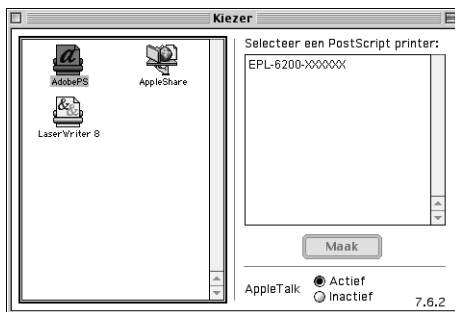 Kiezer
AdobePS
AppleShare
LaserWriter 8
Selecteer een PostScript printer:
EPL-6200-XXXXXX
Maak
AppleTalk
Actief
Inactief
7.6.2